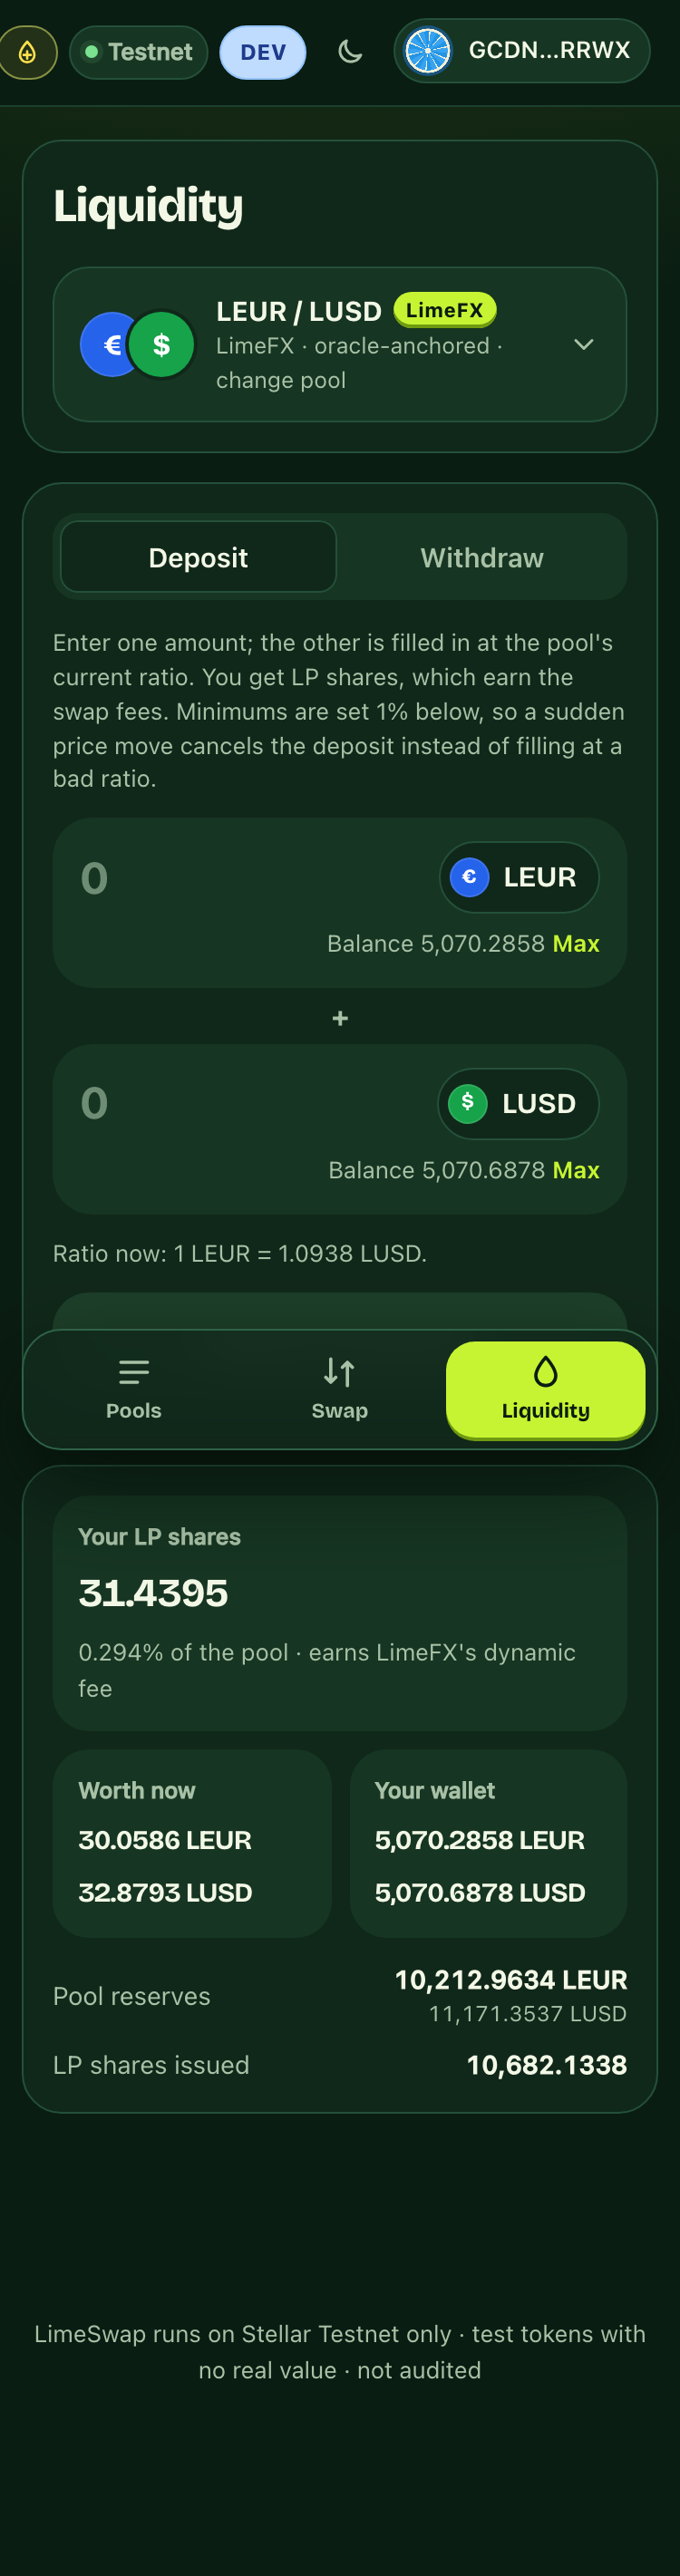 Testnet
DEV
GCDN...RRWX
Liquidity
€ $
LEUR / LUSD LimeFX
LimeFX · oracle-anchored ·
change pool
Deposit
Withdraw
Enter one amount; the other is filled in at the pool's
current ratio. You get LP shares, which earn the
swap fees. Minimums are set 1% below, so a sudden
price move cancels the deposit instead of filling at a
bad ratio.
0
€ LEUR
Balance 5,070.2858 Max
+
0
$ LUSD
Balance 5,070.6878 Max
Ratio now: 1 LEUR = 1.0938 LUSD.
Pools
Swap
Liquidity
Your LP shares
31.4395
0.294% of the pool · earns LimeFX's dynamic
fee
Worth now
30.0586 LEUR
32.8793 LUSD
Your wallet
5,070.2858 LEUR
5,070.6878 LUSD
Pool reserves
10,212.9634 LEUR
11,171.3537 LUSD
LP shares issued
10,682.1338
LimeSwap runs on Stellar Testnet only · test tokens with
no real value · not audited